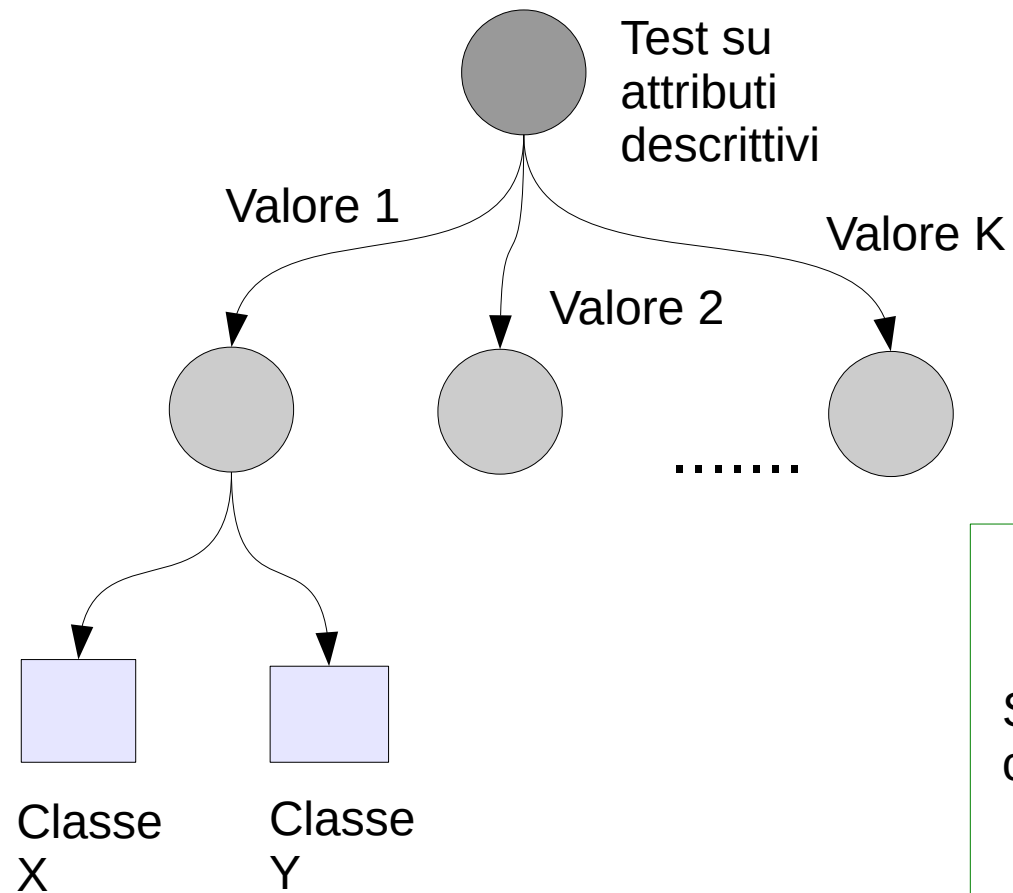 Test su
attributi
descrittivi
Valore 1
Valore K
Valore 2
.......
Classe
X
Classe
Y